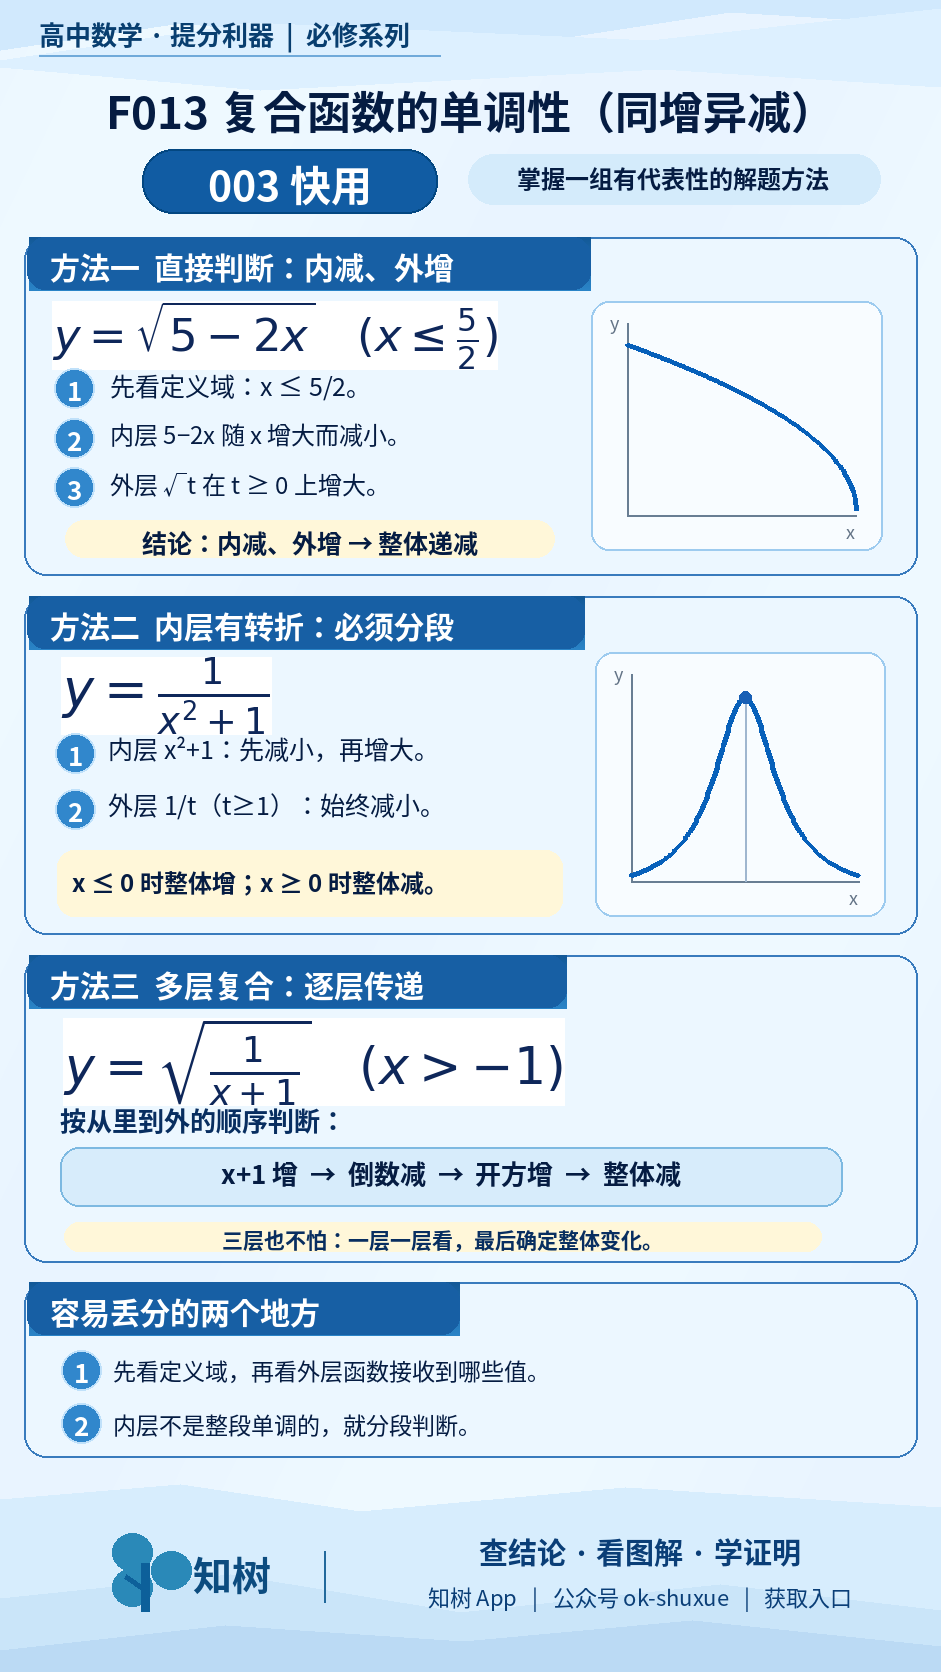 高中数学·提分利器 | 必修系列
F013 复合函数的单调性（同增异减）
003 快用
掌握一组有代表性的解题方法
方法一 直接判断：内减、外增
y = √(5 − 2x) (x ≤ 5/2)
1 先看定义域：x ≤ 5/2。
2 内层 5−2x 随 x 增大而减小。
3 外层 √t 在 t ≥ 0 上增大。
结论：内减、外增 → 整体递减
y
x
方法二 内层有转折：必须分段
y = 1/(x² + 1)
1 内层 x²+1：先减小，再增大。
2 外层 1/t（t≥1）：始终减小。
x ≤ 0 时整体增；x ≥ 0 时整体减。
y
x
方法三 多层复合：逐层传递
y = √(1/(x + 1)) (x > −1)
按从里到外的顺序判断：
x+1 增 → 倒数减 → 开方增 → 整体减
三层也不怕：一层一层看，最后确定整体变化。
容易丢分的两个地方
1 先看定义域，再看外层函数接收到哪些值。
2 内层不是整段单调的，就分段判断。
知树
查结论·看图解·学证明
知树 App | 公众号 ok-shuxue | 获取入口